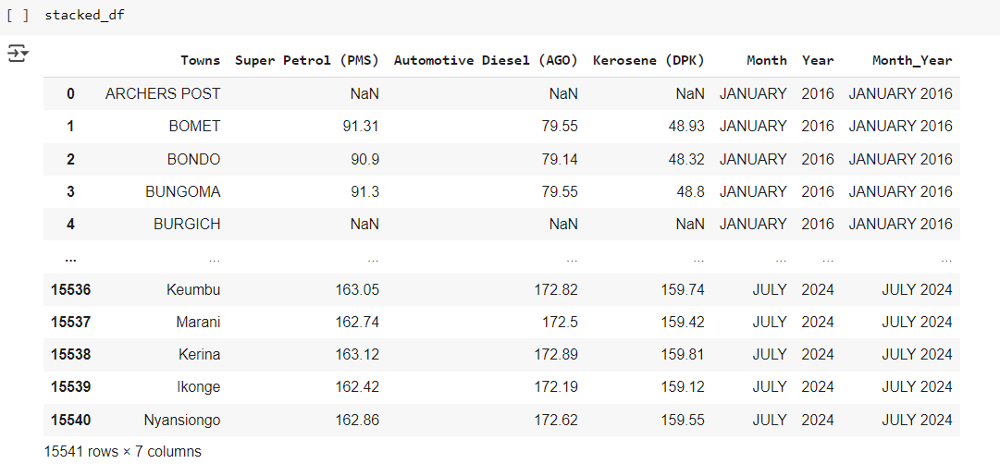 [ ] stacked_df
Towns Super Petrol (PMS) Automotive Diesel (AGO) Kerosene (DPK) Month Year Month_Year
0 ARCHERS POST NaN NaN NaN JANUARY 2016 JANUARY 2016
1 BOMET 91.31 79.55 48.93 JANUARY 2016 JANUARY 2016
2 BONDO 90.9 79.14 48.32 JANUARY 2016 JANUARY 2016
3 BUNGOMA 91.3 79.55 48.8 JANUARY 2016 JANUARY 2016
4 BURGICH NaN NaN NaN JANUARY 2016 JANUARY 2016
... ... ... ... ... ... ... ...
15536 Keumbu 163.05 172.82 159.74 JULY 2024 JULY 2024
15537 Marani 162.74 172.5 159.42 JULY 2024 JULY 2024
15538 Kerina 163.12 172.89 159.81 JULY 2024 JULY 2024
15539 Ikonge 162.42 172.19 159.12 JULY 2024 JULY 2024
15540 Nyansiongo 162.86 172.62 159.55 JULY 2024 JULY 2024
15541 rows × 7 columns